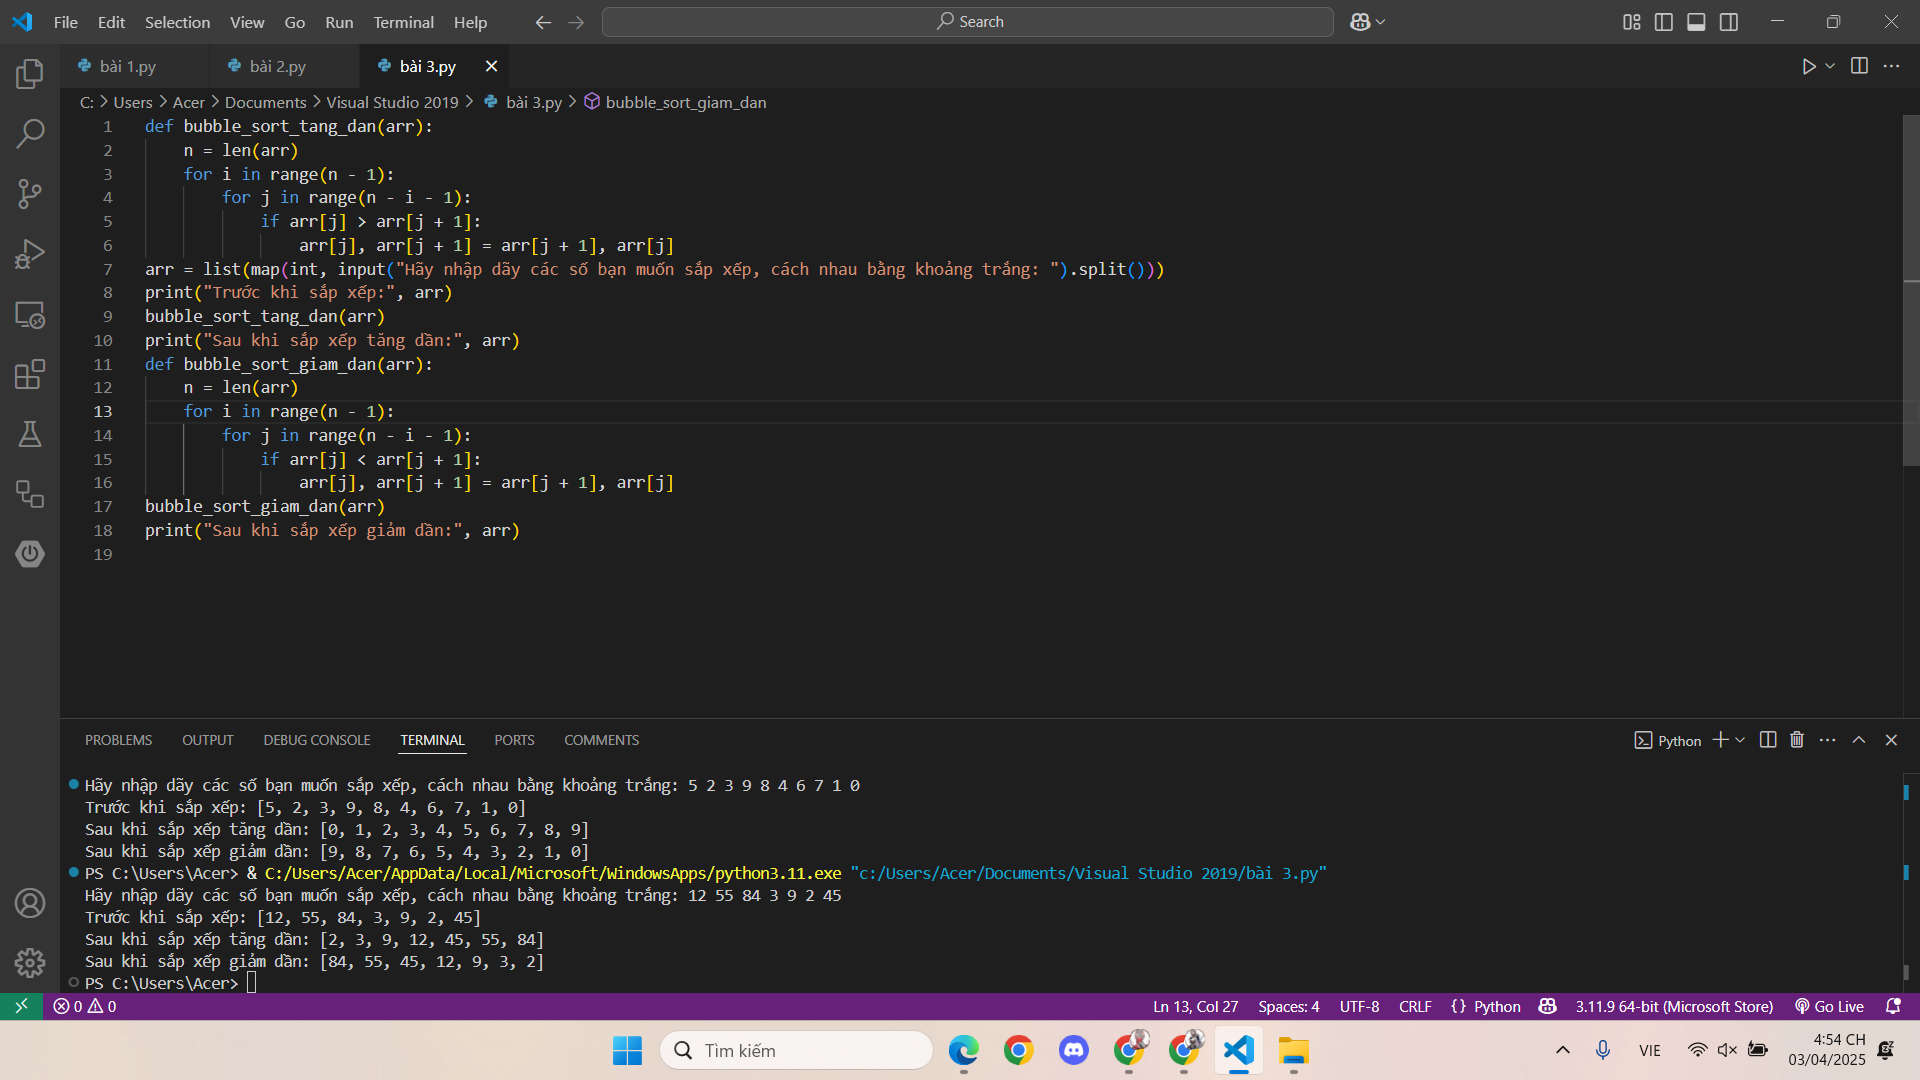 File Edit Selection View Go Run Terminal Help
Search
bài 1.py
bài 2.py
bài 3.py
C: > Users > Acer > Documents > Visual Studio 2019 > bài 3.py > bubble_sort_giam_dan
1 def bubble_sort_tang_dan(arr):
2 n = len(arr)
3 for i in range(n - 1):
4 for j in range(n - i - 1):
5 if arr[j] > arr[j + 1]:
6 arr[j], arr[j + 1] = arr[j + 1], arr[j]
7 arr = list(map(int, input("Hãy nhập dãy các số bạn muốn sắp xếp, cách nhau bằng khoảng trắng: ").split()))
8 print("Trước khi sắp xếp:", arr)
9 bubble_sort_tang_dan(arr)
10 print("Sau khi sắp xếp tăng dần:", arr)
11 def bubble_sort_giam_dan(arr):
12 n = len(arr)
13 for i in range(n - 1):
14 for j in range(n - i - 1):
15 if arr[j] < arr[j + 1]:
16 arr[j], arr[j + 1] = arr[j + 1], arr[j]
17 bubble_sort_giam_dan(arr)
18 print("Sau khi sắp xếp giảm dần:", arr)
19
PROBLEMS OUTPUT DEBUG CONSOLE TERMINAL PORTS COMMENTS
Python
Hãy nhập dãy các số bạn muốn sắp xếp, cách nhau bằng khoảng trắng: 5 2 3 9 8 4 6 7 1 0
Trước khi sắp xếp: [5, 2, 3, 9, 8, 4, 6, 7, 1, 0]
Sau khi sắp xếp tăng dần: [0, 1, 2, 3, 4, 5, 6, 7, 8, 9]
Sau khi sắp xếp giảm dần: [9, 8, 7, 6, 5, 4, 3, 2, 1, 0]
PS C:\Users\Acer> & C:/Users/Acer/AppData/Local/Microsoft/WindowsApps/python3.11.exe "c:/Users/Acer/Documents/Visual Studio 2019/bài 3.py"
Hãy nhập dãy các số bạn muốn sắp xếp, cách nhau bằng khoảng trắng: 12 55 84 3 9 2 45
Trước khi sắp xếp: [12, 55, 84, 3, 9, 2, 45]
Sau khi sắp xếp tăng dần: [2, 3, 9, 12, 45, 55, 84]
Sau khi sắp xếp giảm dần: [84, 55, 45, 12, 9, 3, 2]
PS C:\Users\Acer>
0 0
Ln 13, Col 27 Spaces: 4 UTF-8 CRLF {} Python 3.11.9 64-bit (Microsoft Store) Go Live
Tìm kiếm
VIE
4:54 CH
03/04/2025